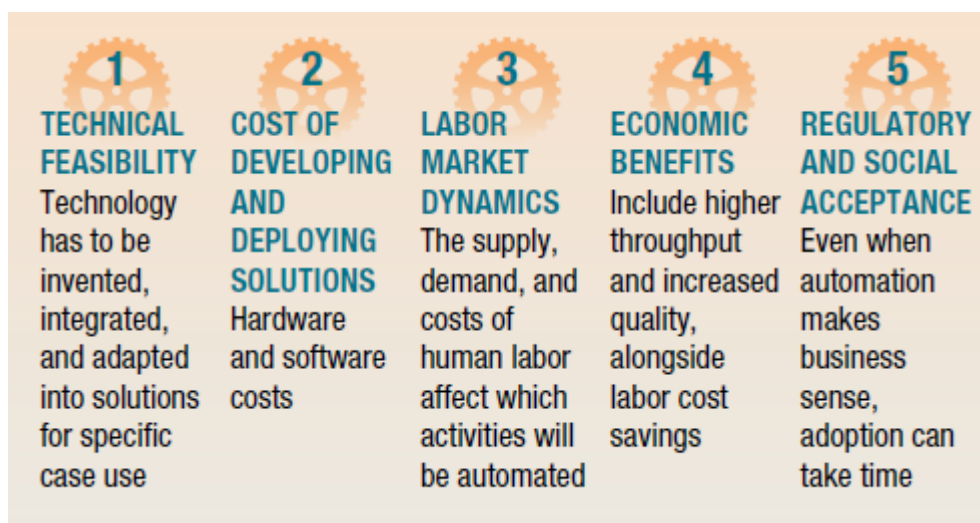 1
TECHNICAL
FEASIBILITY
Technology
has to be
invented,
integrated,
and adapted
into solutions
for specific
case use
2
COST OF
DEVELOPING
AND
DEPLOYING
SOLUTIONS
Hardware
and software
costs
3
LABOR
MARKET
DYNAMICS
The supply,
demand, and
costs of
human labor
affect which
activities will
be automated
4
ECONOMIC
BENEFITS
Include higher
throughput
and increased
quality,
alongside
labor cost
savings
5
REGULATORY
AND SOCIAL
ACCEPTANCE
Even when
automation
makes
business
sense,
adoption can
take time